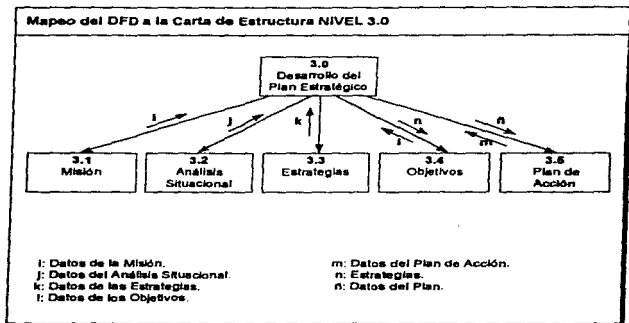 Mapeo del DFD a la Carta de Estructura NIVEL 3.0
3.0
Desarrollo del
Plan Estratégico
i
j
k
n
l
ñ
m
3.1
Misión
3.2
Análisis
Situacional
3.3
Estrategias
3.4
Objetivos
3.5
Plan de
Acción
i: Datos de la Misión.
j: Datos del Análisis Situacional.
k: Datos de las Estrategias.
l: Datos de los Objetivos.
m: Datos del Plan de Acción.
n: Estrategias.
ñ: Datos del Plan.